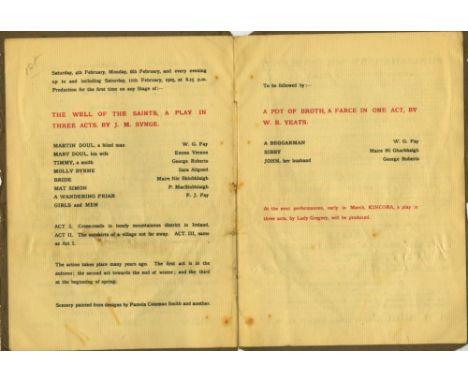 Saturday, 4th February, Monday, 6th February, and every evening
up to and including Saturday, 11th February, 1905, at 8.15 p.m.
Production for the first time on any Stage of:—
THE WELL OF THE SAINTS, A PLAY IN
THREE ACTS. BY J. M. SYNGE.
MARTIN DOUL, a blind man W. G. Fay
MARY DOUL, his wife Emma Vernon
TIMMY, a smith George Roberts
MOLLY BYRNE Sara Allgood
BRIDE Maire Nic Shiubhlaigh
MAT SIMON P. MacSiubhlaigh
A WANDERING FRIAR F. J. Fay
GIRLS and MEN
ACT I. Cross-roads in lonely mountainous district in Ireland.
ACT II. The outskirts of a village not far away. ACT. III., same
as Act I.
The action takes place many years ago. The first act is in the
autumn; the second act towards the end of winter; and the third
at the beginning of spring.
Scenery painted from designs by Pamela Colman Smith and another.
To be followed by:—
A POT OF BROTH, A FARCE IN ONE ACT, BY
W. B. YEATS.
A BEGGARMAN W. G. Fay
SIBBY Maire Ni Gharbhaigh
JOHN, her husband George Roberts
At the next performances, early in March, KINCORA, a play in
three acts, by Lady Gregory, will be produced.